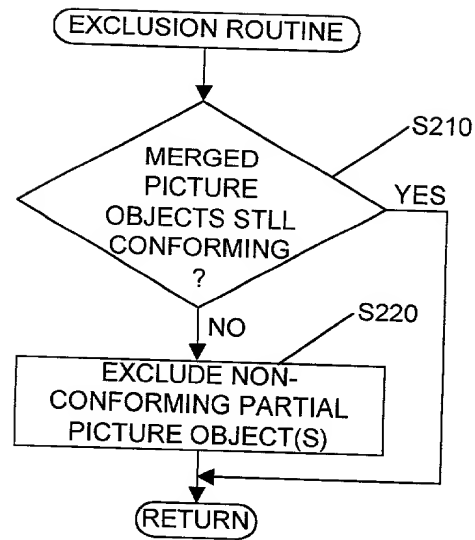 EXCLUSION ROUTINE
S210
MERGED
PICTURE
OBJECTS STLL
CONFORMING
?
YES
NO
S220
EXCLUDE NON-
CONFORMING PARTIAL
PICTURE OBJECT(S)
RETURN